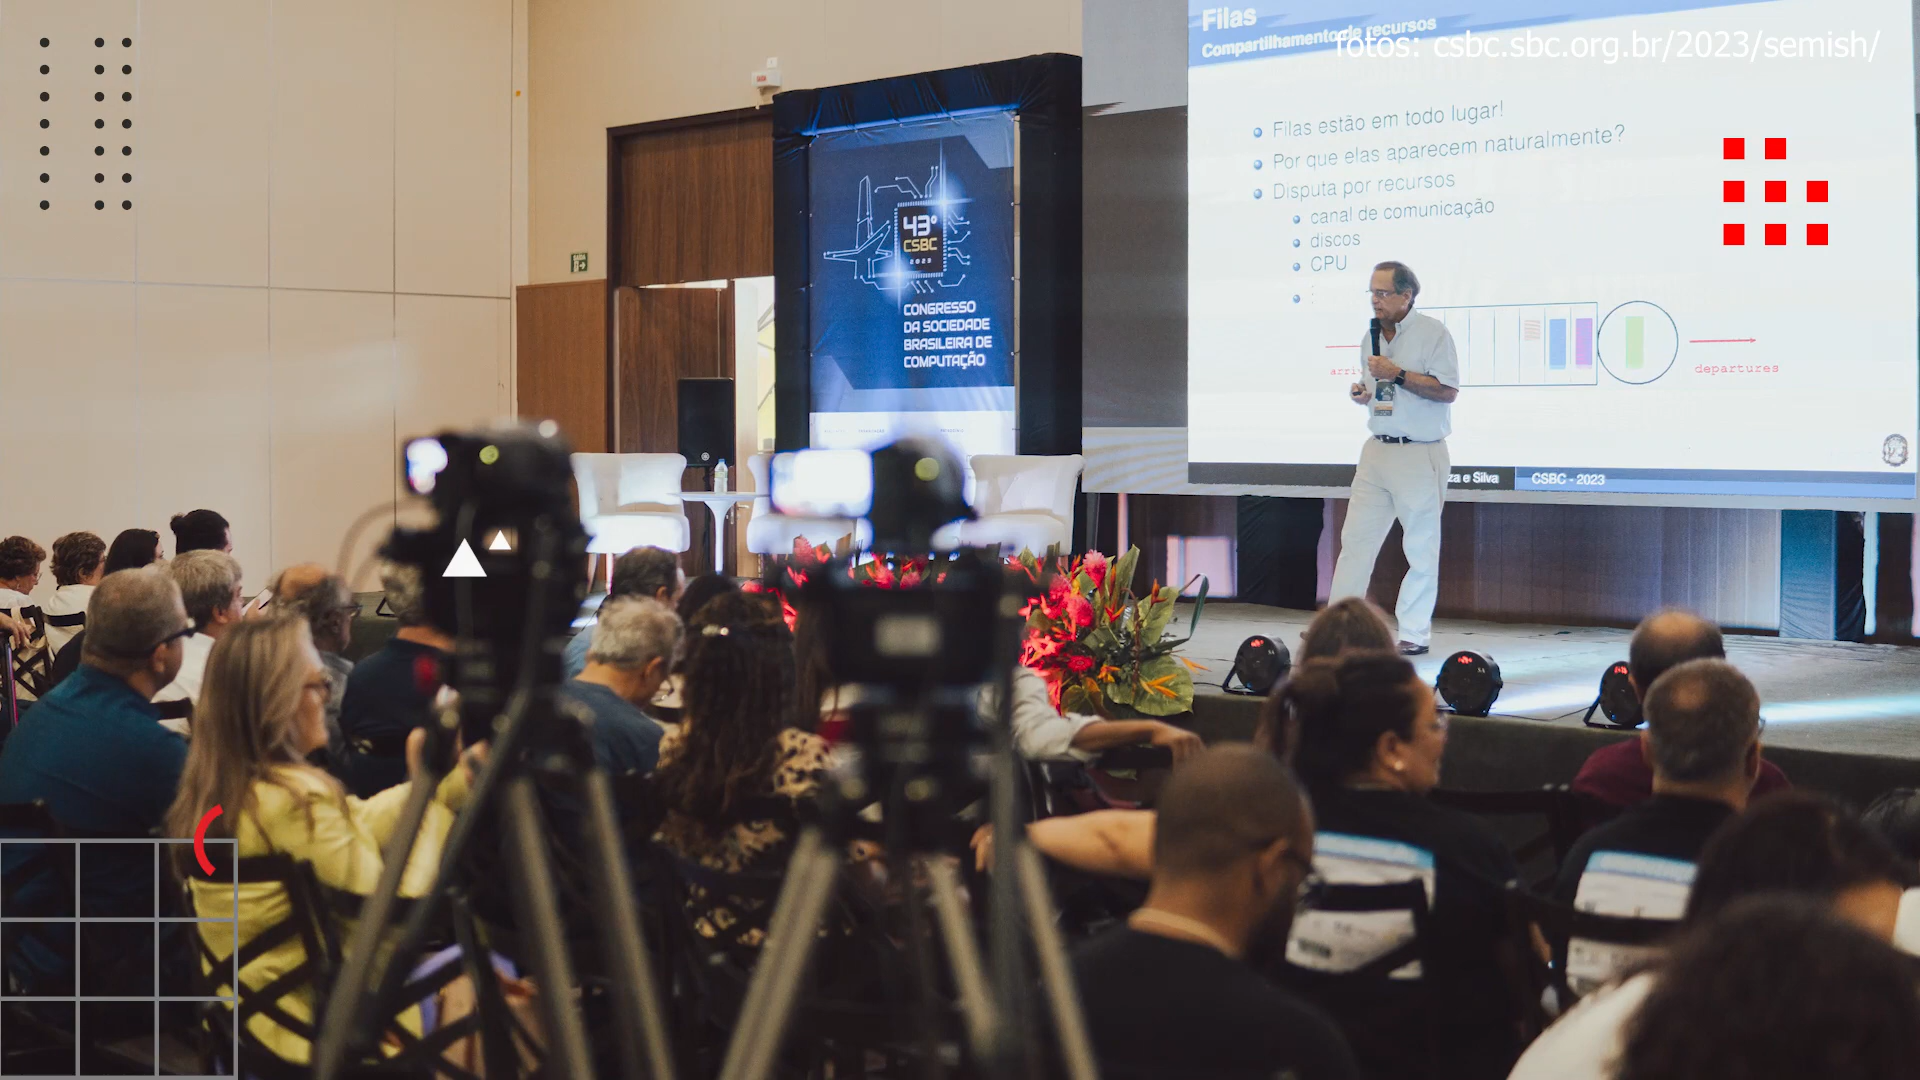 Filas
Compartilhamento de recursos
fotos: csbc.sbc.org.br/2023/semish/
Filas estão em todo lugar!
Por que elas aparecem naturalmente?
Disputa por recursos
canal de comunicação
discos
CPU
departures
za e Silva
CSBC - 2023
43º
CSBC
2023
CONGRESSO
DA SOCIEDADE
BRASILEIRA DE
COMPUTAÇÃO
SAÍDA